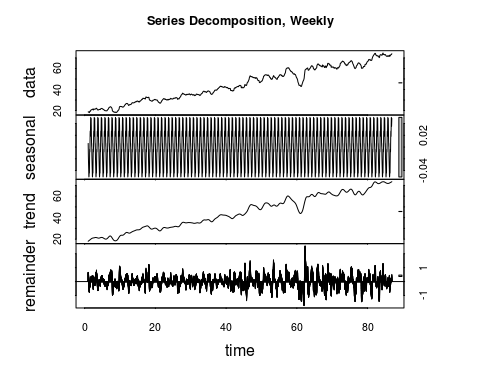 Series Decomposition, Weekly
data
20 40 60
seasonal
-0.04 0.02
trend
20 40 60
remainder
-1 1
0 20 40 60 80
time